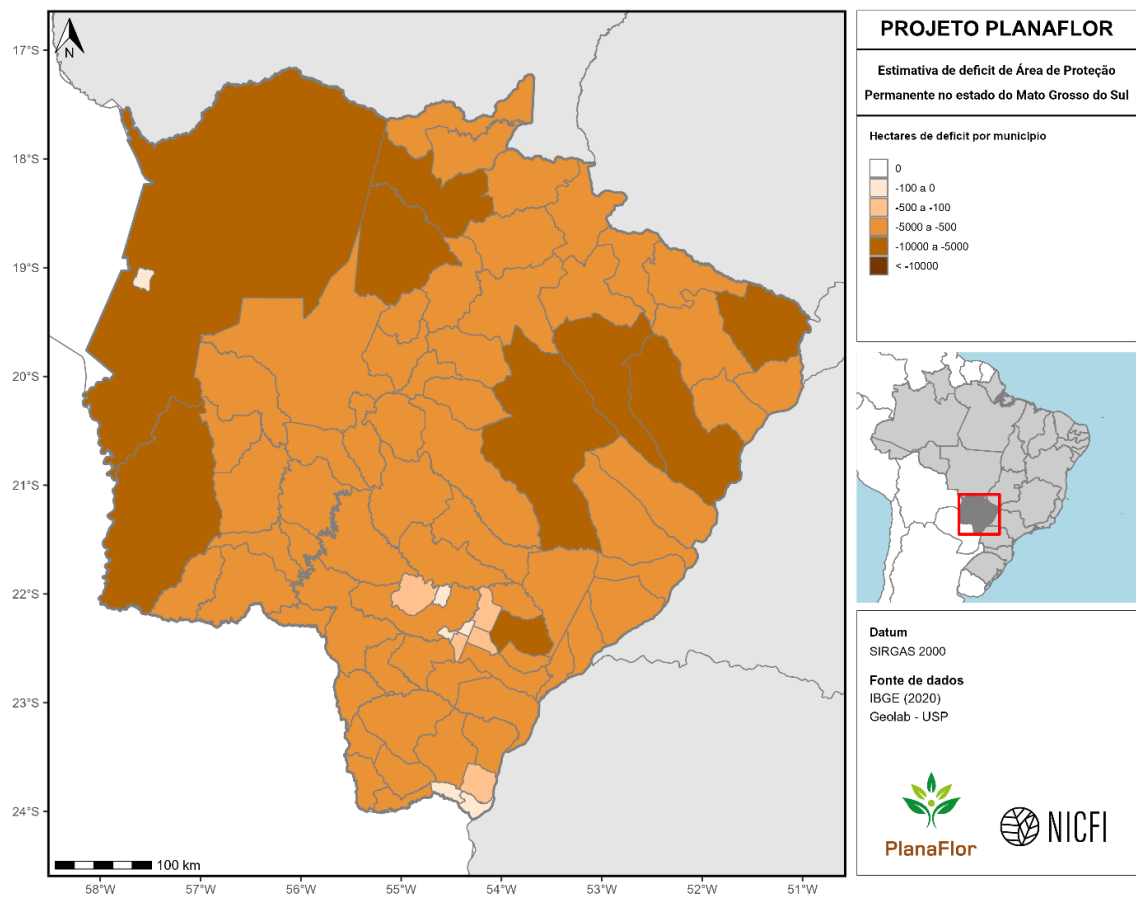 PROJETO PLANAFLOR
Estimativa de deficit de Área de Proteção
Permanente no estado do Mato Grosso do Sul
Hectares de deficit por município
0
-100 a 0
-500 a -100
-5000 a -500
-10000 a -5000
< -10000
N
17°S
18°S
19°S
20°S
21°S
22°S
23°S
24°S
100 km
58°W 57°W 56°W 55°W 54°W 53°W 52°W 51°W
Datum
SIRGAS 2000
Fonte de dados
IBGE (2020)
Geolab - USP
PlanaFlor
NICFI